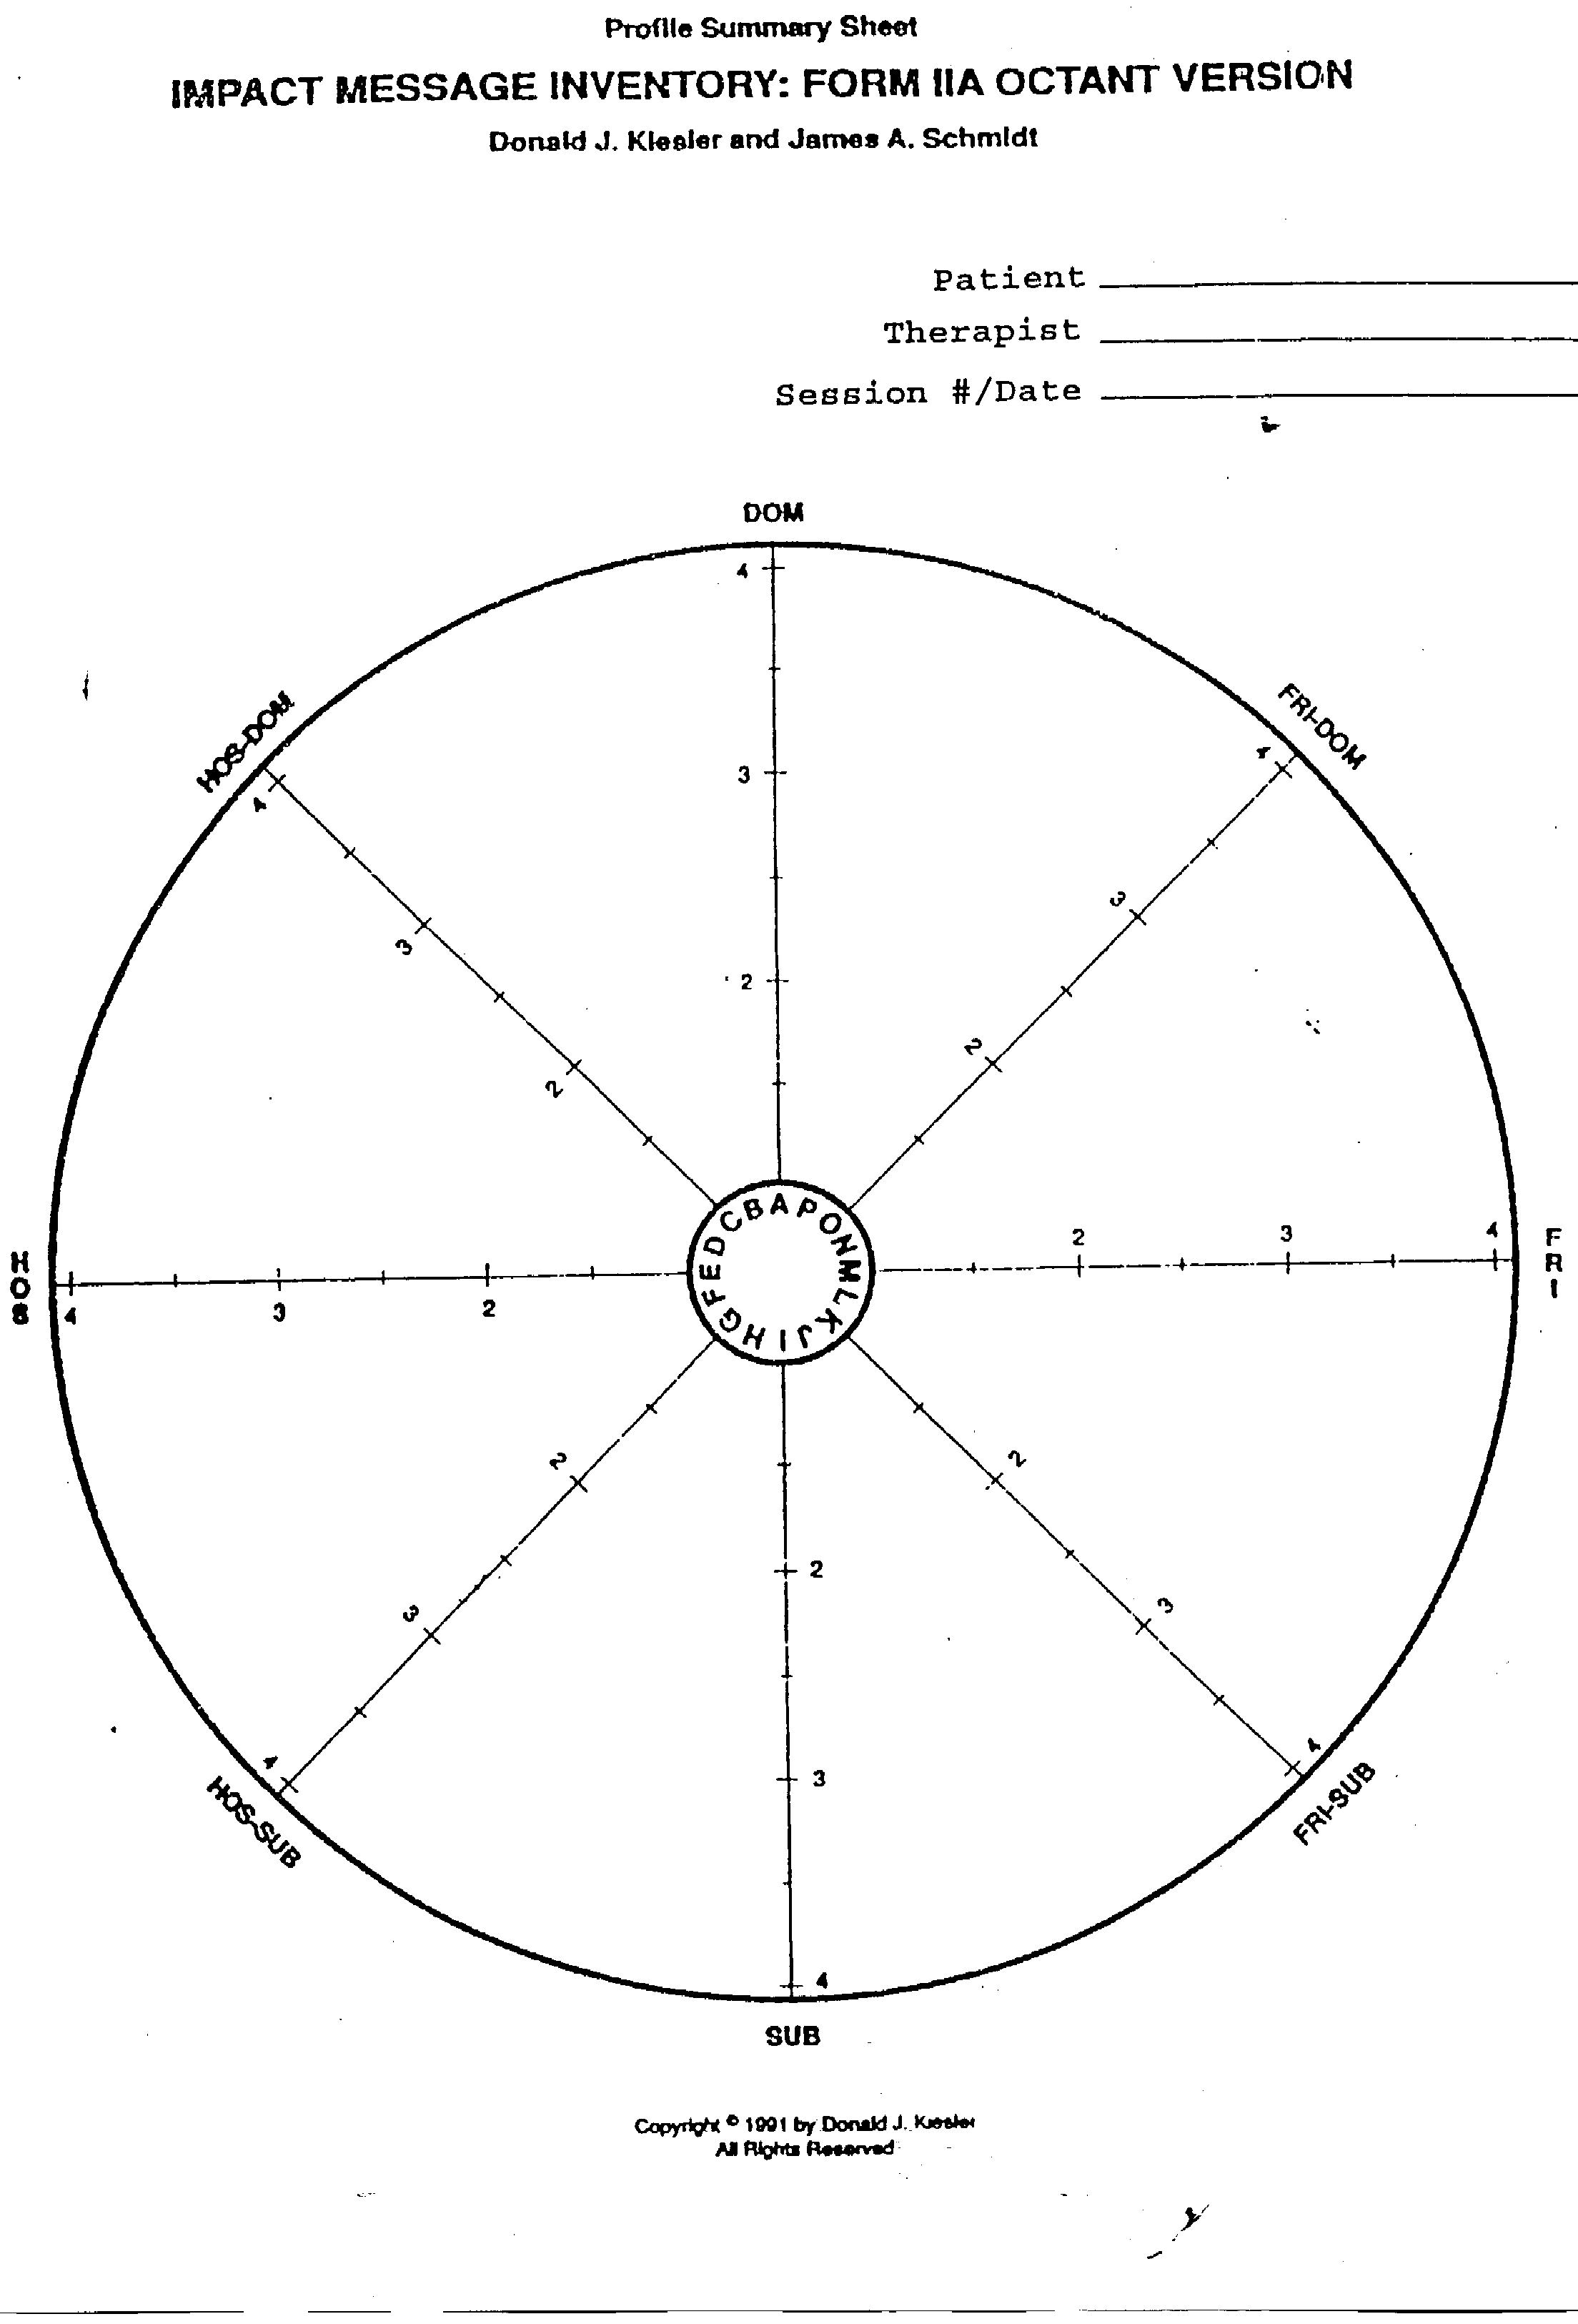 Profile Summary Sheet
IMPACT MESSAGE INVENTORY: FORM IIA OCTANT VERSION
Donald J. Kiesler and James A. Schmidt
Patient
Therapist
Session #/Date
DOM
4
3
2
HOS-DOM
4
3
2
FRI-DOM
4
3
2
HOS
4
3
2
A P O N M L K J I H G F E D C B
2
3
4
FRI
2
3
4
HOS-SUB
2
3
4
SUB
2
3
4
FRI-SUB
Copyright © 1991 by Donald J. Kiesler
All Rights Reserved